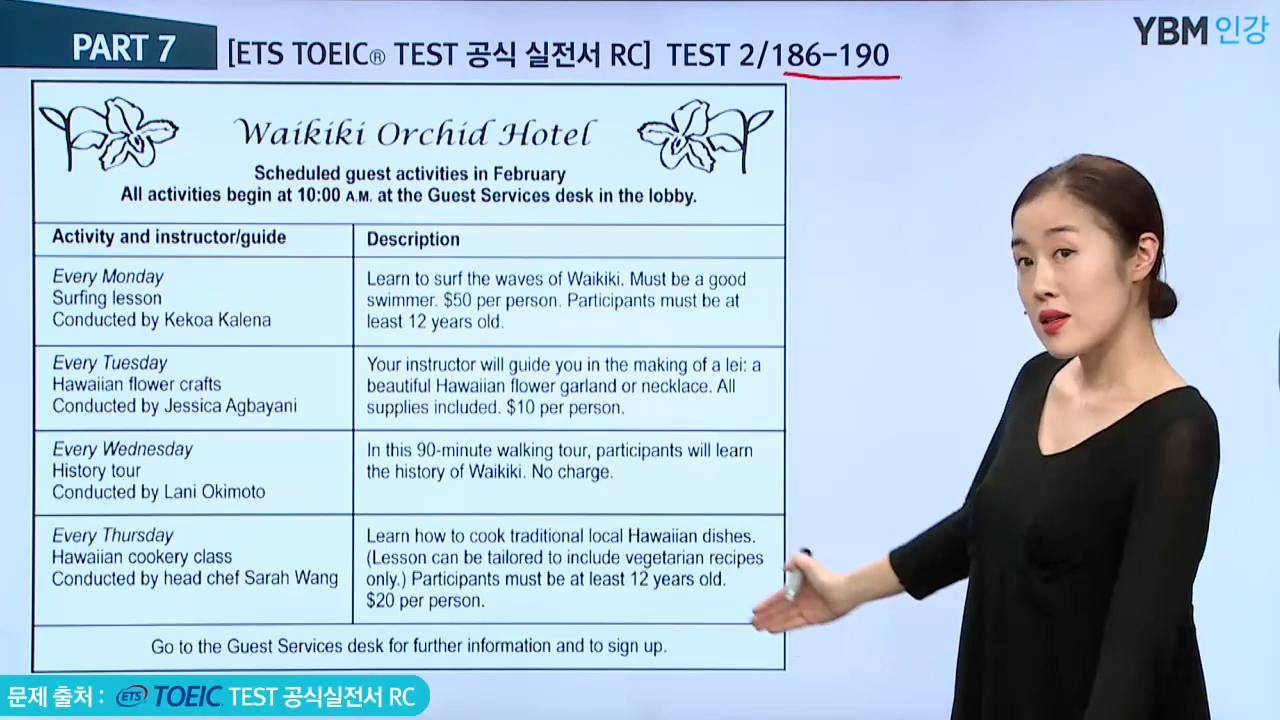 PART 7
[ETS TOEIC® TEST 공식 실전서 RC] TEST 2/186-190
YBM 인강
Waikiki Orchid Hotel
Scheduled guest activities in February
All activities begin at 10:00 A.M. at the Guest Services desk in the lobby.
Activity and instructor/guide
Description
Every Monday
Surfing lesson
Conducted by Kekoa Kalena
Learn to surf the waves of Waikiki. Must be a good
swimmer. $50 per person. Participants must be at
least 12 years old.
Every Tuesday
Hawaiian flower crafts
Conducted by Jessica Agbayani
Your instructor will guide you in the making of a lei: a
beautiful Hawaiian flower garland or necklace. All
supplies included. $10 per person.
Every Wednesday
History tour
Conducted by Lani Okimoto
In this 90-minute walking tour, participants will learn
the history of Waikiki. No charge.
Every Thursday
Hawaiian cookery class
Conducted by head chef Sarah Wang
Learn how to cook traditional local Hawaiian dishes.
(Lesson can be tailored to include vegetarian recipes
only.) Participants must be at least 12 years old.
$20 per person.
Go to the Guest Services desk for further information and to sign up.
문제 출처 : ETS TOEIC TEST 공식실전서 RC